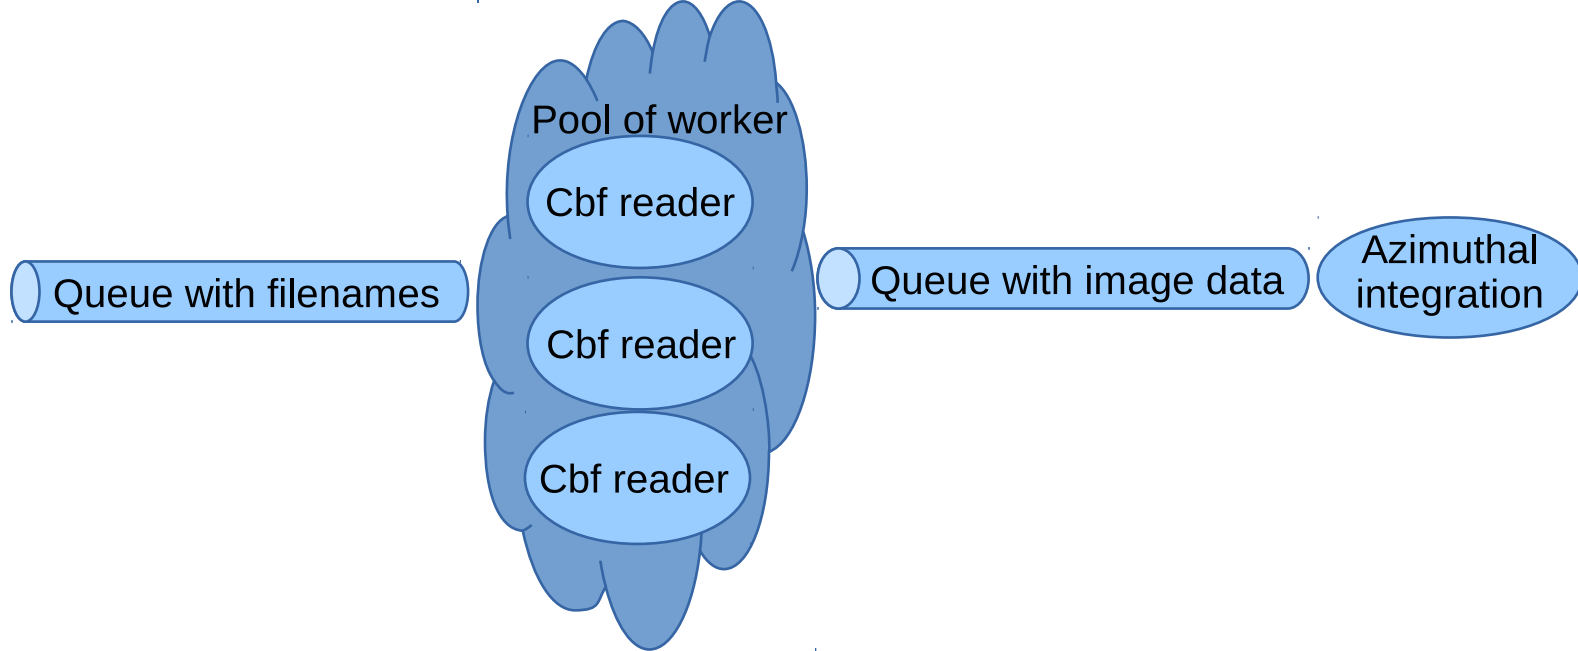 Pool of worker
Cbf reader
Queue with filenames
Cbf reader
Cbf reader
Queue with image data
Azimuthal
integration